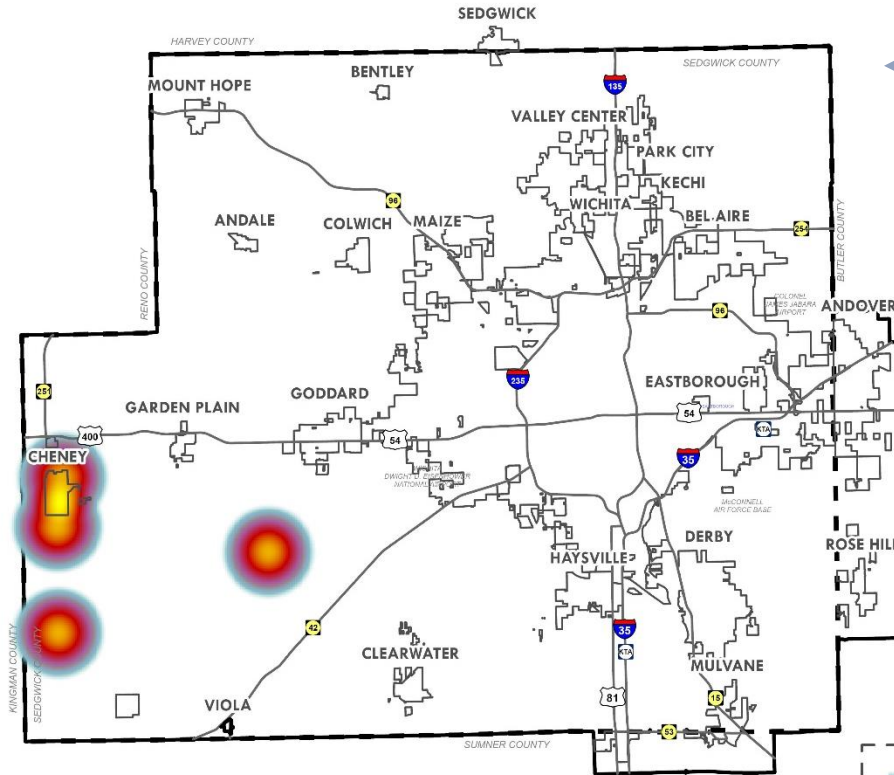 SEDGWICK
HARVEY COUNTY
SEDGWICK COUNTY
BENTLEY
MOUNT HOPE
135
VALLEY CENTER
PARK CITY
KECHI
96
WICHITA
ANDALE
COLWICH
MAIZE
BEL AIRE
254
RENO COUNTY
BUTLER COUNTY
COLONEL
JAMES JABARA
AIRPORT
ANDOVER
96
251
235
GODDARD
EASTBOROUGH
GARDEN PLAIN
54
400
54
KTA
CHENEY
35
DWIGHT D. EISENHOWER
NATIONAL
McCONNELL
AIR FORCE BASE
DERBY
HAYSVILLE
ROSE HILL
42
35
KTA
KINGMAN COUNTY
SEDGWICK COUNTY
CLEARWATER
MULVANE
VIOLA
81
15
53
SUMNER COUNTY